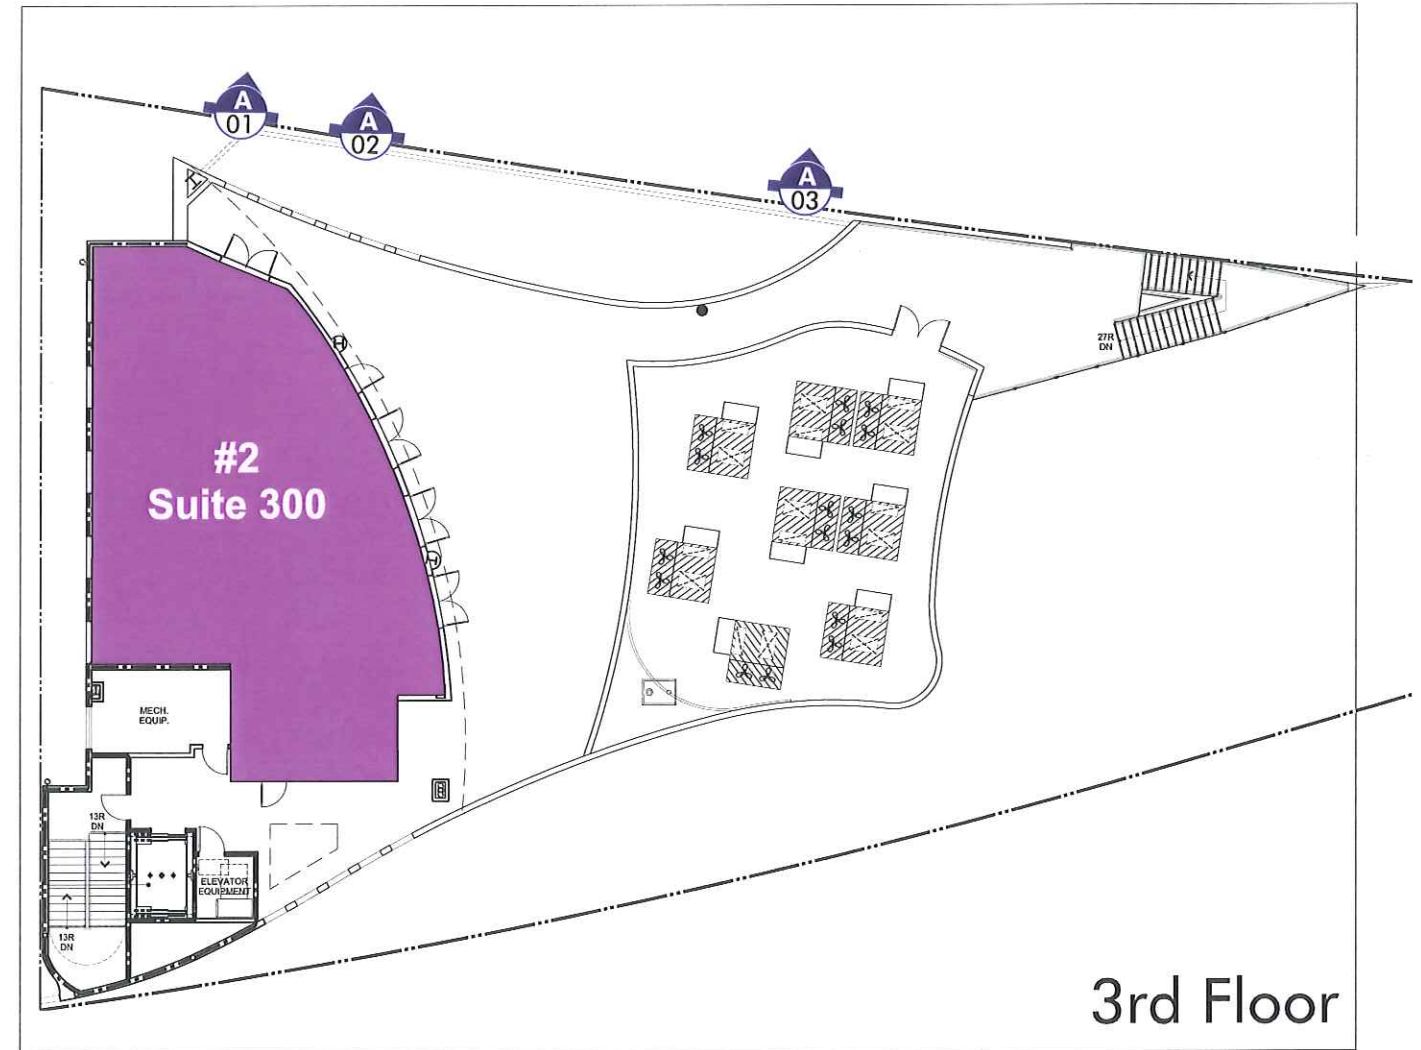 A
01
A
02
A
03
27R
DN
#2
Suite 300
MECH.
EQUIP.
13R
DN
ELEVATOR
EQUIPMENT
13R
DN
3rd Floor